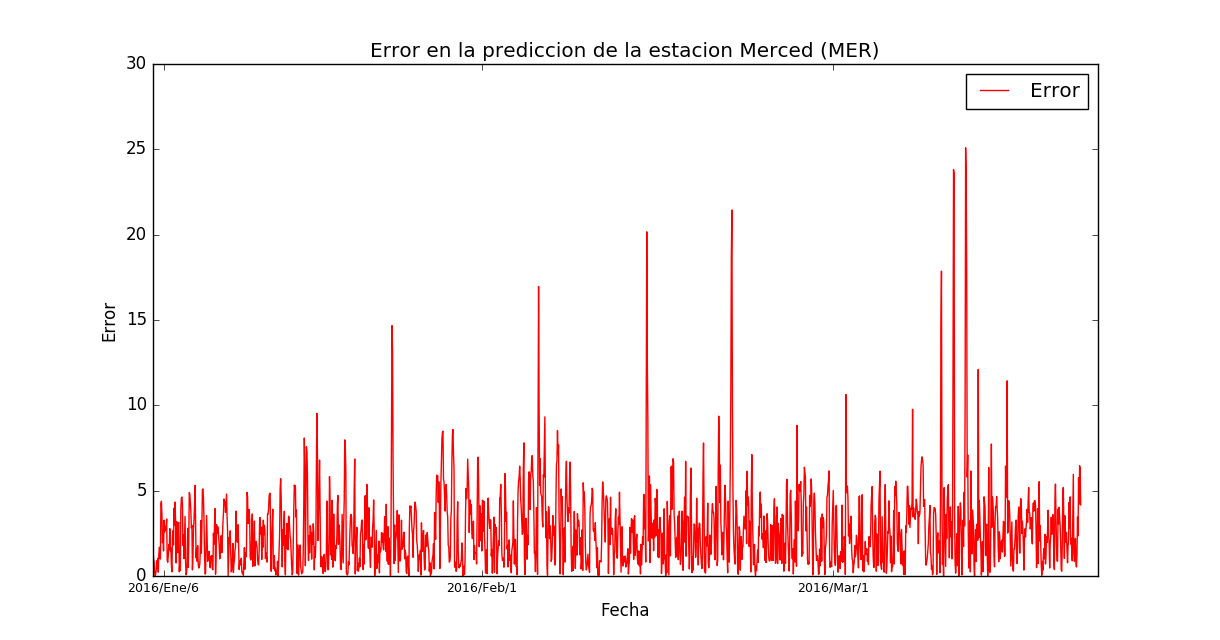 Error en la prediccion de la estacion Merced (MER)
Error
30
25
20
15
10
5
0
Error
2016/Ene/6
2016/Feb/1
2016/Mar/1
Fecha